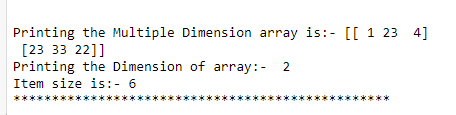 Printing the Multiple Dimension array is:- [[ 1 23  4]
 [23 33 22]]
Printing the Dimension of array:-  2
Item size is:- 6
*************************************************